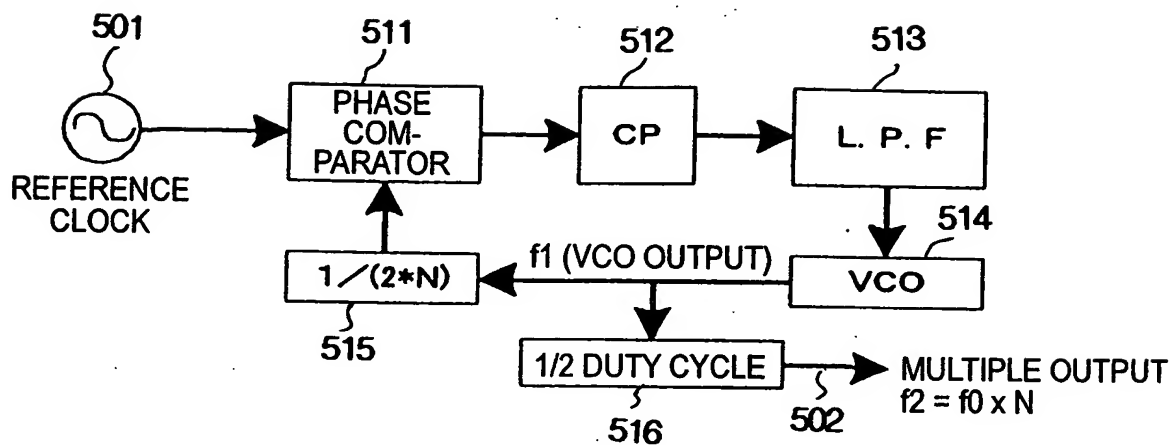 501
511
512
513
PHASE
COM-
PARATOR
CP
L. P. F
REFERENCE
CLOCK
514
f1 (VCO OUTPUT)
1/(2*N)
VCO
515
1/2 DUTY CYCLE
MULTIPLE OUTPUT
f2 = f0 x N
516
502